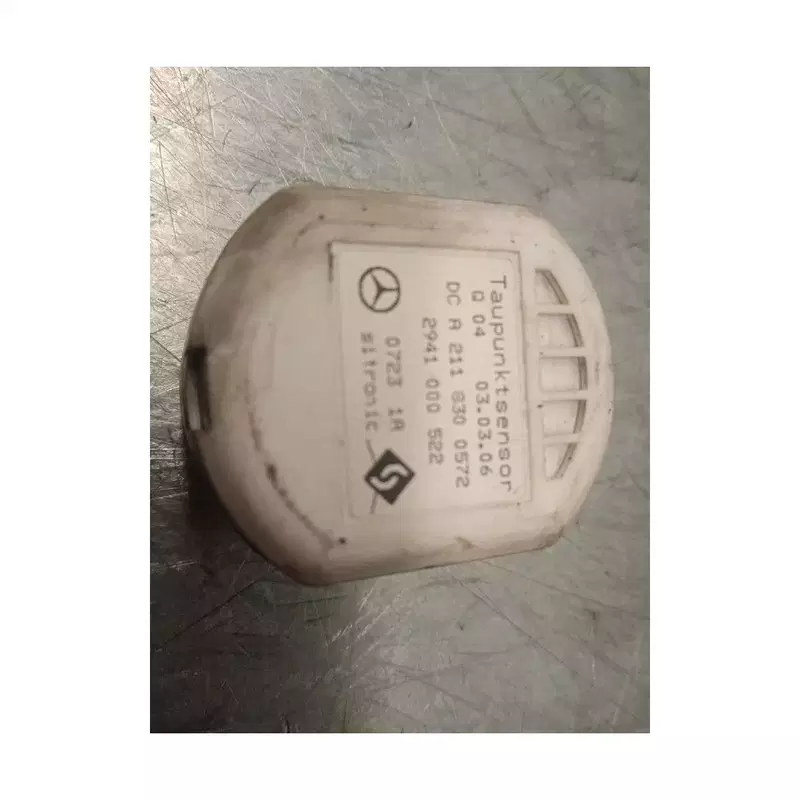 Taupunktsensor
Q 04 03.03.06
DC A 211 830 0572
2941 000 522
0723 1A
sitronic